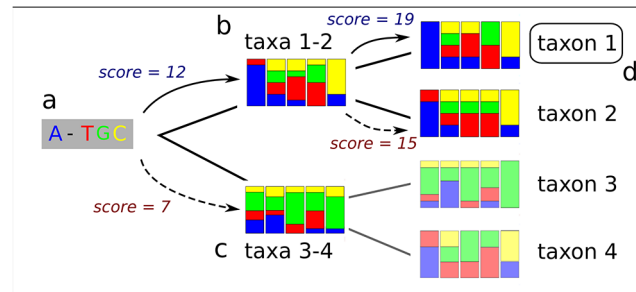 b
score = 19
taxa 1-2
taxon 1
score = 12
d
a
taxon 2
A - T G C
score = 15
taxon 3
score = 7
c
taxa 3-4
taxon 4